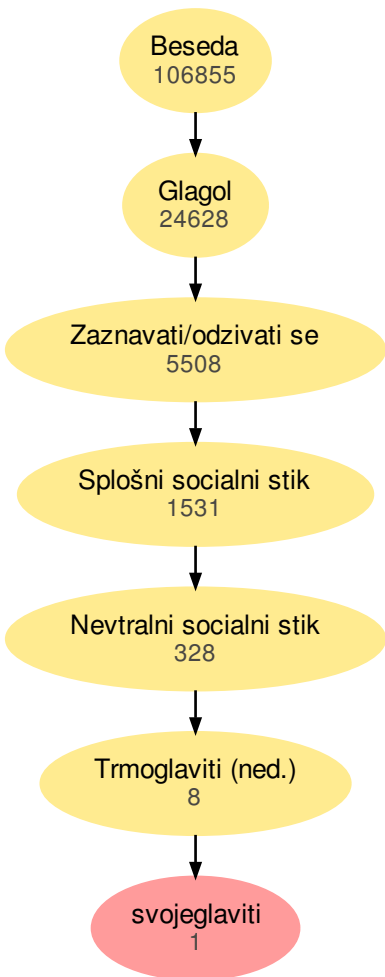 Beseda
106855
Glagol
24628
Zaznavati/odzivati se
5508
Splošni socialni stik
1531
Nevtralni socialni stik
328
Trmoglaviti (ned.)
8
svojeglaviti
1